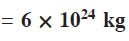 = 6 × 10²⁴ kg